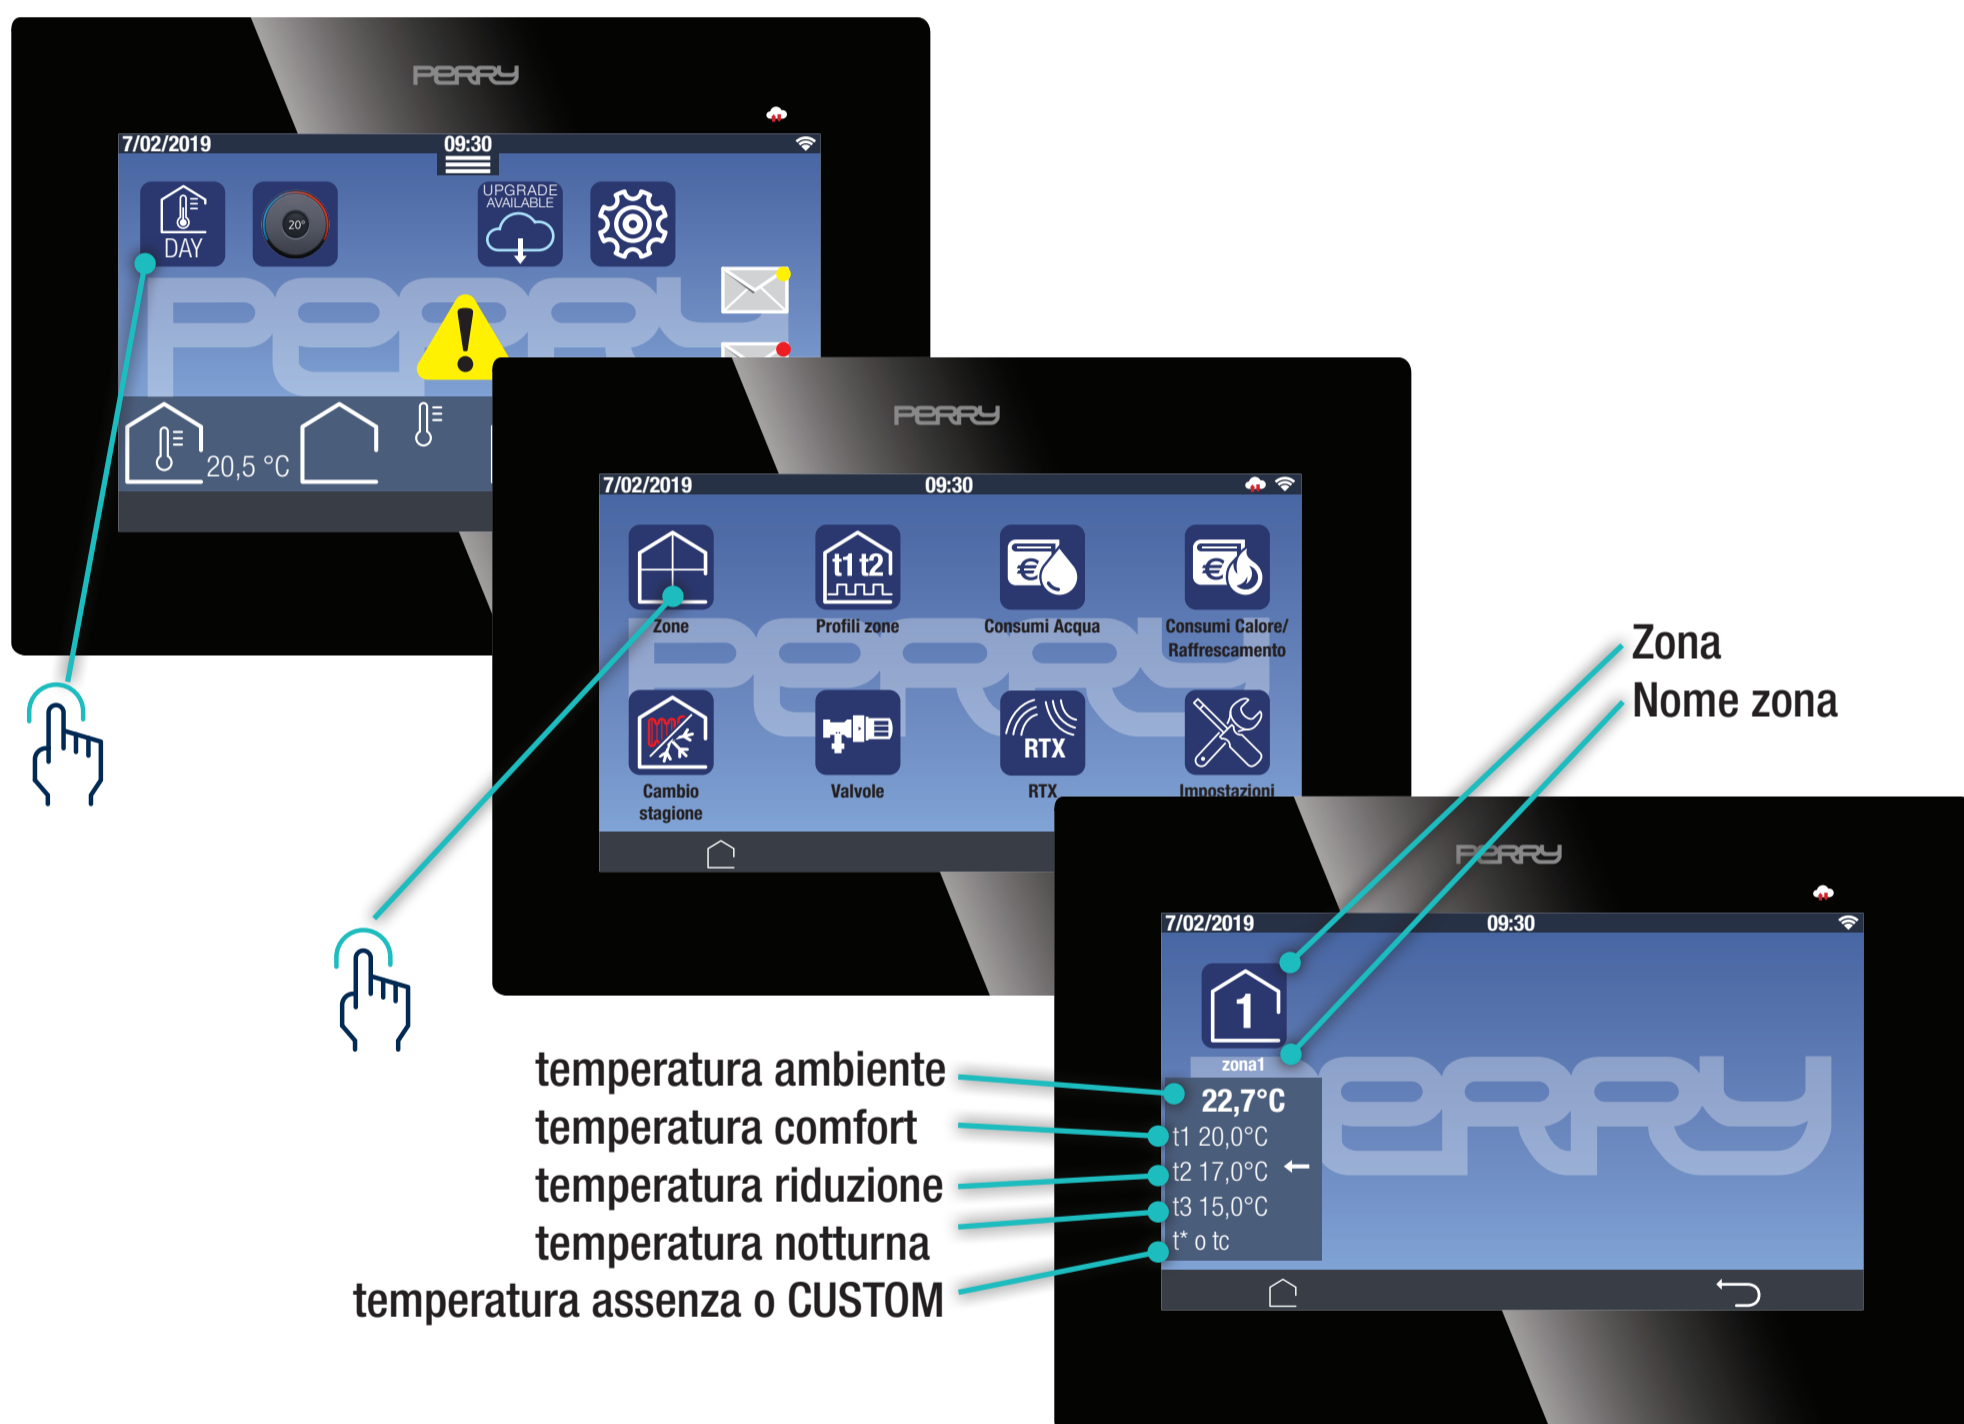 PERRY
7/02/2019 09:30
DAY
20°
UPGRADE
AVAILABLE
PERRY
20,5 °C
PERRY
7/02/2019 09:30
t1 t2
€
€
Zone Profili zone Consumi Acqua Consumi Calore/
Raffrescamento
PERRY
RTX
Cambio
stagione
Valvole
RTX
Impostazioni
Zona
Nome zona
PERRY
7/02/2019 09:30
1
zona1
PERRY
temperatura ambiente
22,7°C
temperatura comfort
t1 20,0°C
temperatura riduzione
t2 17,0°C
temperatura notturna
t3 15,0°C
temperatura assenza o CUSTOM
t* o tc